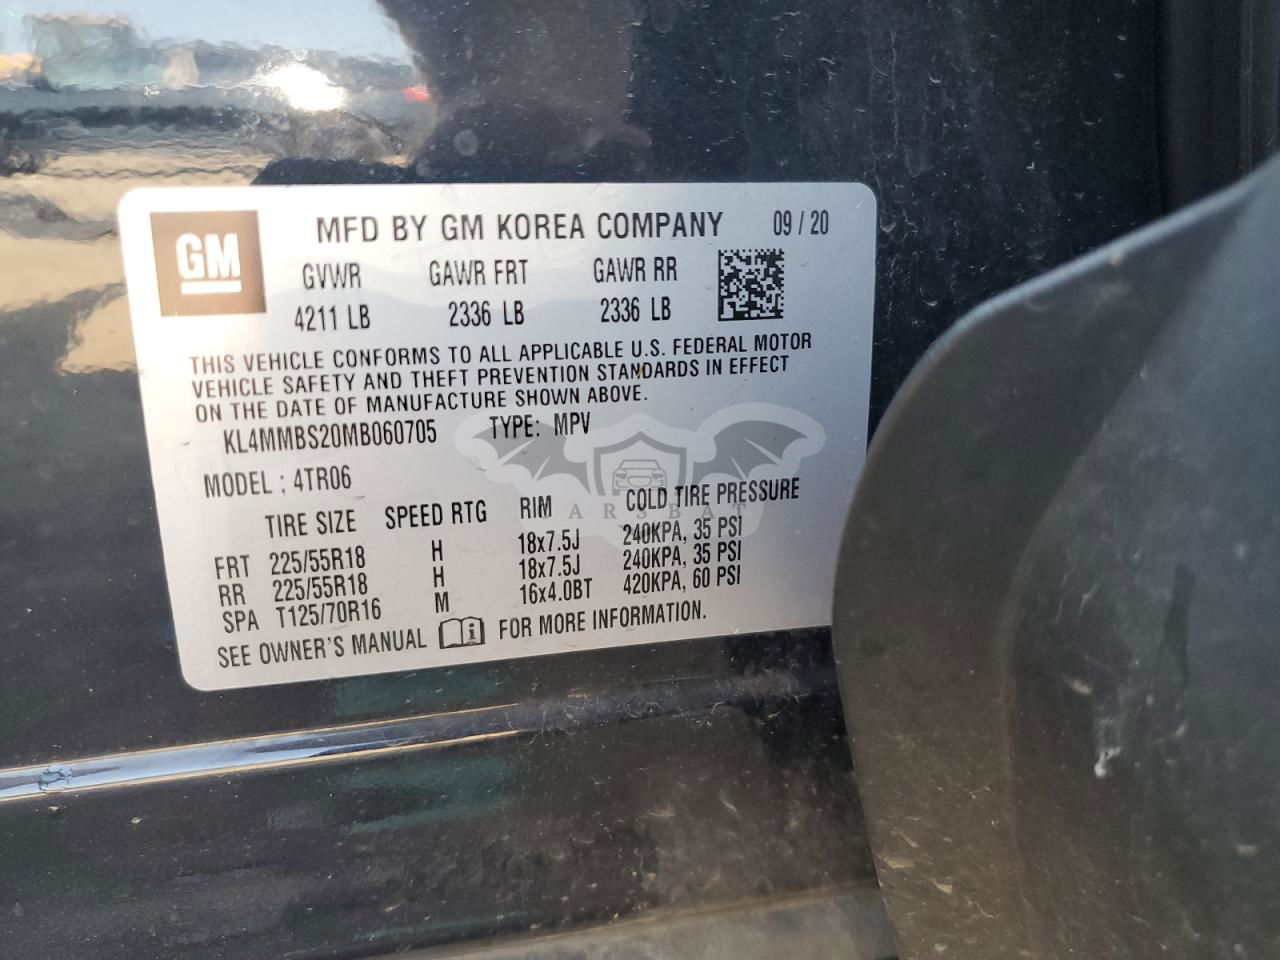 GM MFD BY GM KOREA COMPANY 09 / 20
GVWR GAWR FRT GAWR RR
4211 LB 2336 LB 2336 LB
THIS VEHICLE CONFORMS TO ALL APPLICABLE U.S. FEDERAL MOTOR
VEHICLE SAFETY AND THEFT PREVENTION STANDARDS IN EFFECT
ON THE DATE OF MANUFACTURE SHOWN ABOVE.
KL4MMBS20MB060705 TYPE: MPV
MODEL : 4TR06
TIRE SIZE SPEED RTG RIM COLD TIRE PRESSURE
FRT 225/55R18 H 18x7.5J 240KPA, 35 PSI
RR 225/55R18 H 18x7.5J 240KPA, 35 PSI
SPA T125/70R16 M 16x4.0BT 420KPA, 60 PSI
SEE OWNER'S MANUAL i FOR MORE INFORMATION.